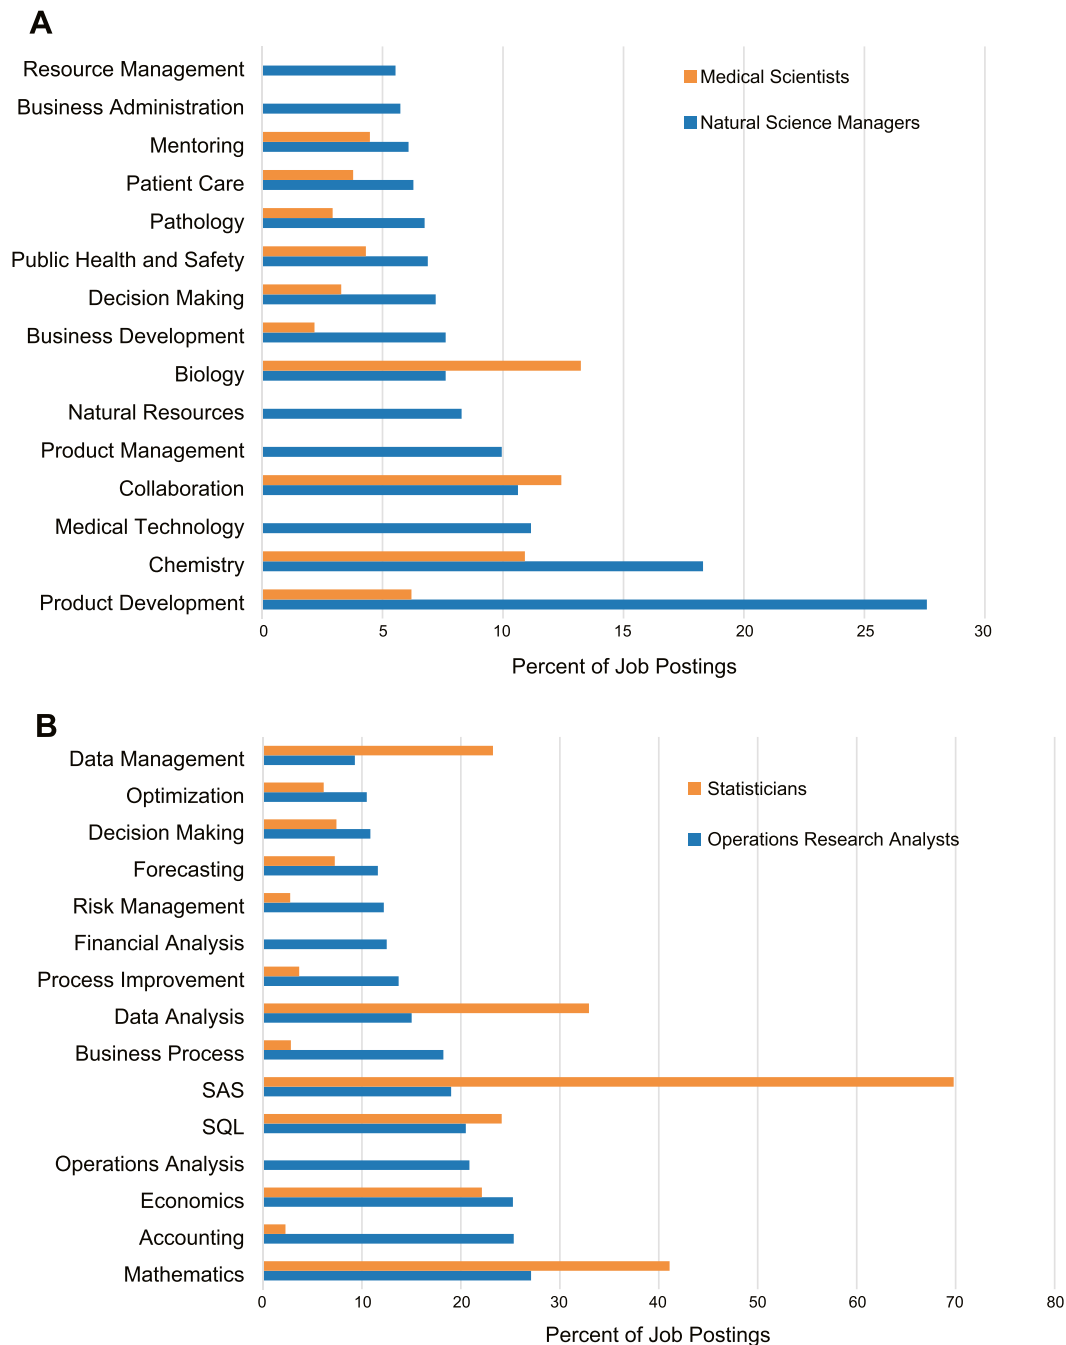 A
Resource Management
Business Administration
Mentoring
Patient Care
Pathology
Public Health and Safety
Decision Making
Business Development
Biology
Natural Resources
Product Management
Collaboration
Medical Technology
Chemistry
Product Development
Medical Scientists
Natural Science Managers
0 5 10 15 20 25 30
Percent of Job Postings
B
Data Management
Optimization
Decision Making
Forecasting
Risk Management
Financial Analysis
Process Improvement
Data Analysis
Business Process
SAS
SQL
Operations Analysis
Economics
Accounting
Mathematics
Statisticians
Operations Research Analysts
0 10 20 30 40 50 60 70 80
Percent of Job Postings